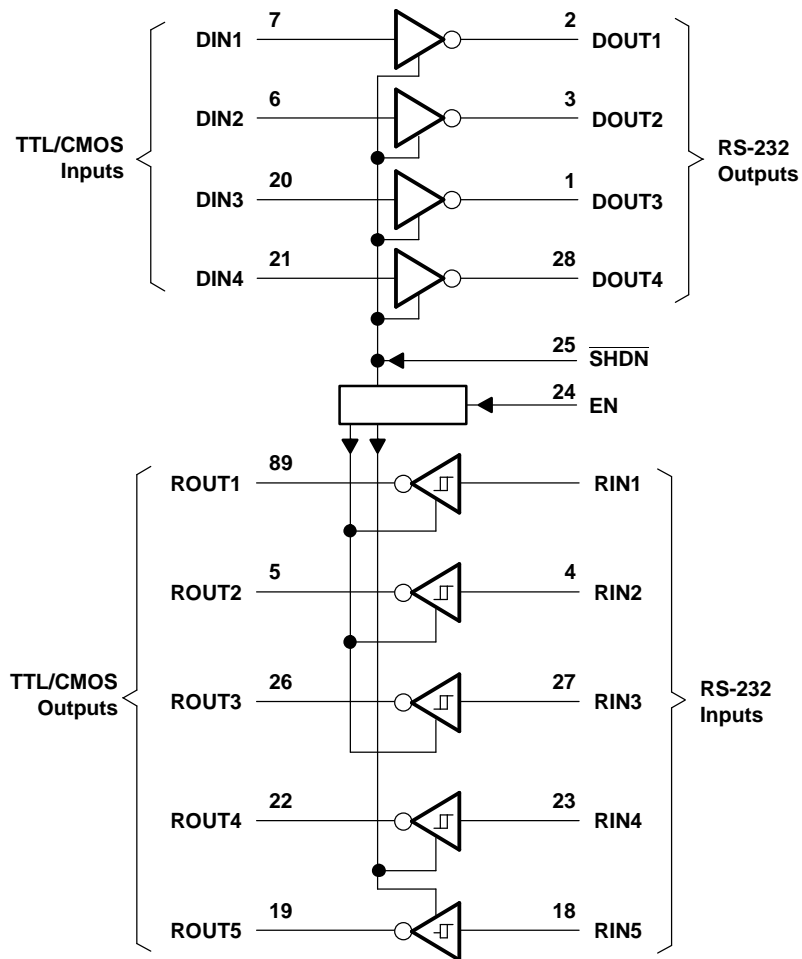 DIN1 7 2 DOUT1
DIN2 6 3 DOUT2
TTL/CMOS
Inputs
RS-232
Outputs
DIN3 20 1 DOUT3
DIN4 21 28 DOUT4
25 SHDN
24 EN
ROUT1 89 RIN1
ROUT2 5 4 RIN2
TTL/CMOS
Outputs
ROUT3 26 27 RIN3
RS-232
Inputs
ROUT4 22 23 RIN4
ROUT5 19 18 RIN5